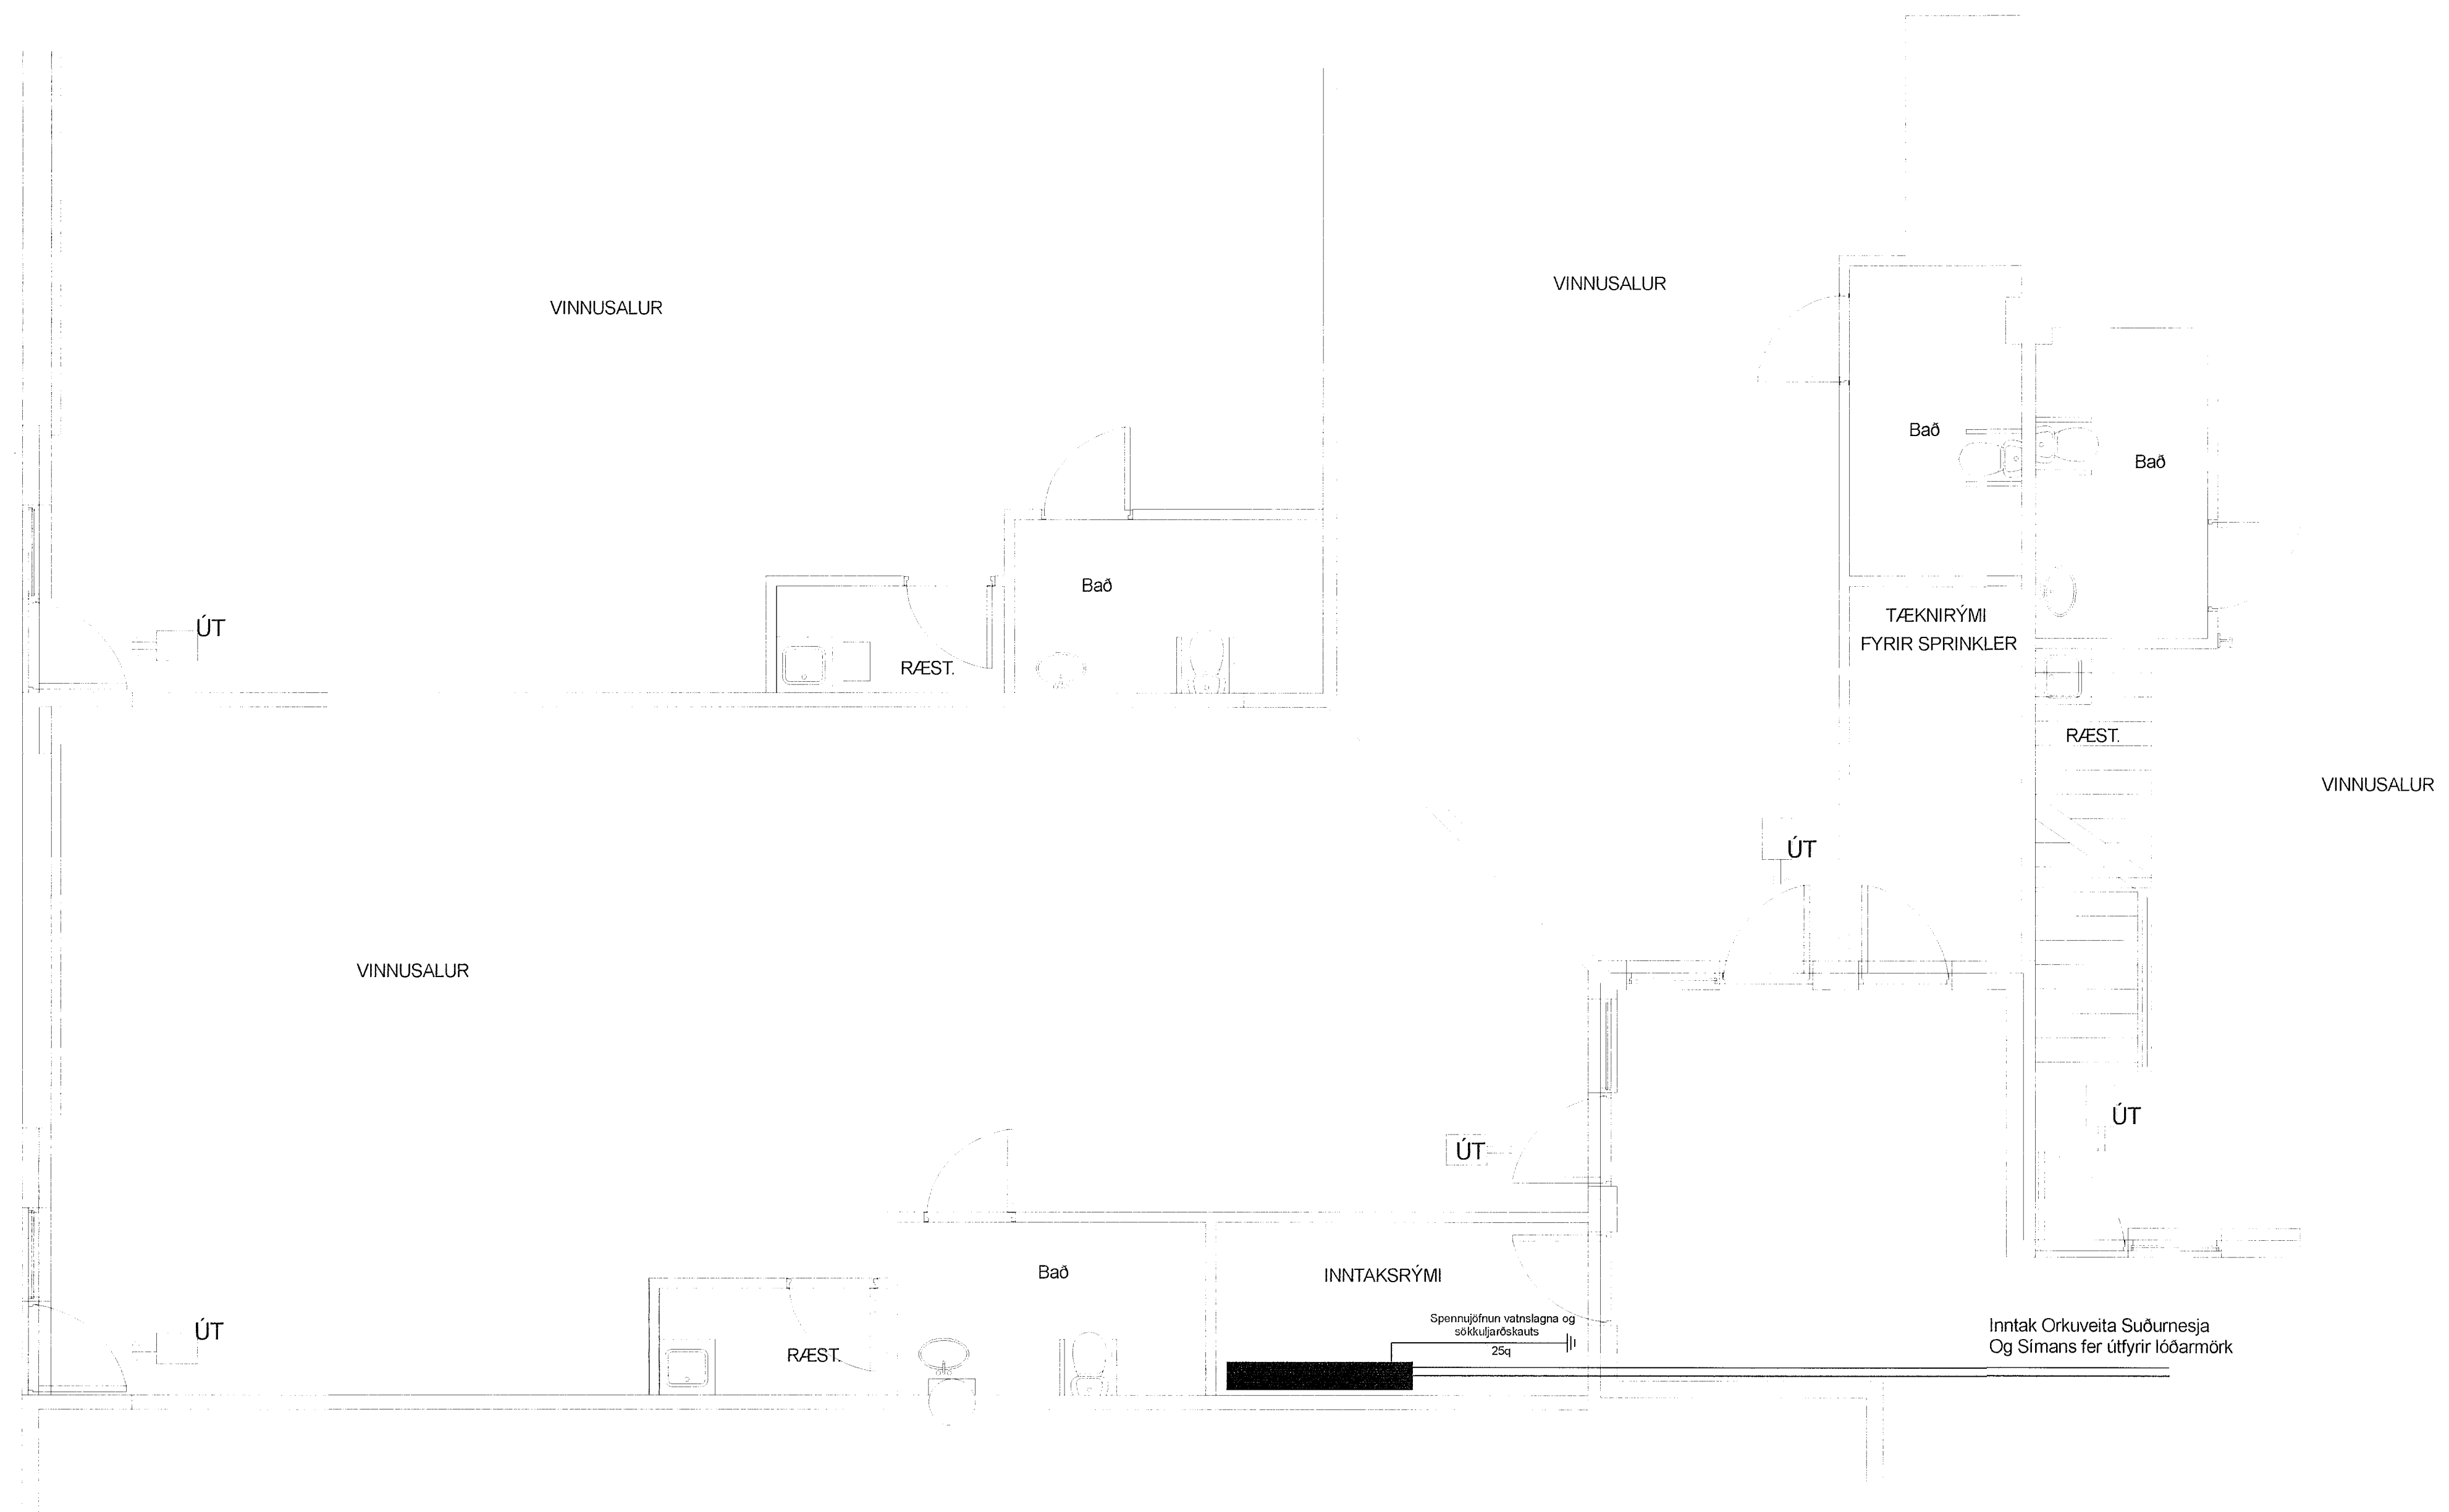 VINNUSALUR
VINNUSALUR
Bað
Bað
Bað
TÆKNIRÝMI
FYRIR SPRINKLER
ÚT
RÆST.
RÆST.
VINNUSALUR
ÚT
VINNUSALUR
ÚT
ÚT
Bað
INNTAKSRÝMI
Spennujöfnun vatnslagna og
sökkuljarðskauts
25q
Inntak Orkuveita Suðurnesja
Og Símans fer útfyrir lóðarmörk
ÚT
RÆST.